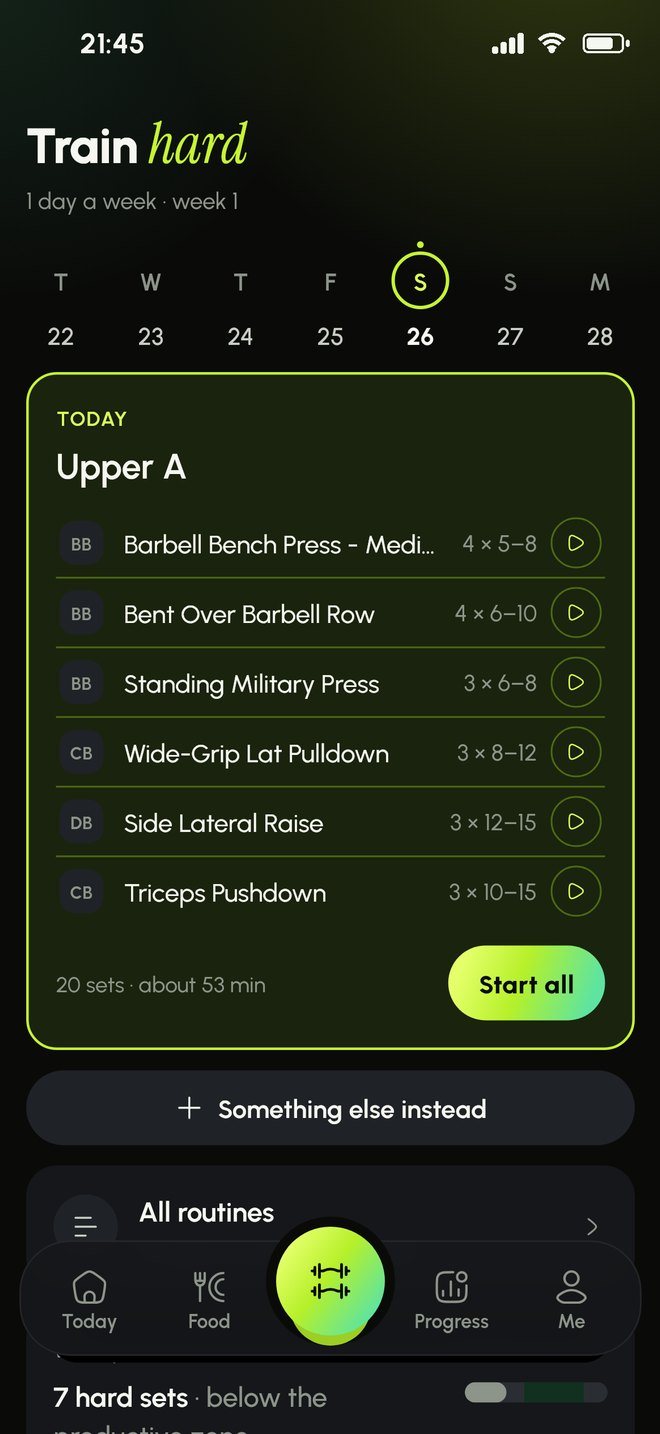 21:45
Train hard
1 day a week · week 1
T W T F S S M
22 23 24 25 26 27 28
TODAY
Upper A
BB Barbell Bench Press - Medi... 4 × 5–8
BB Bent Over Barbell Row 4 × 6–10
BB Standing Military Press 3 × 6–8
CB Wide-Grip Lat Pulldown 3 × 8–12
DB Side Lateral Raise 3 × 12–15
CB Triceps Pushdown 3 × 10–15
20 sets · about 53 min Start all
Something else instead
All routines
Today Food Progress Me
7 hard sets · below the
productive zone